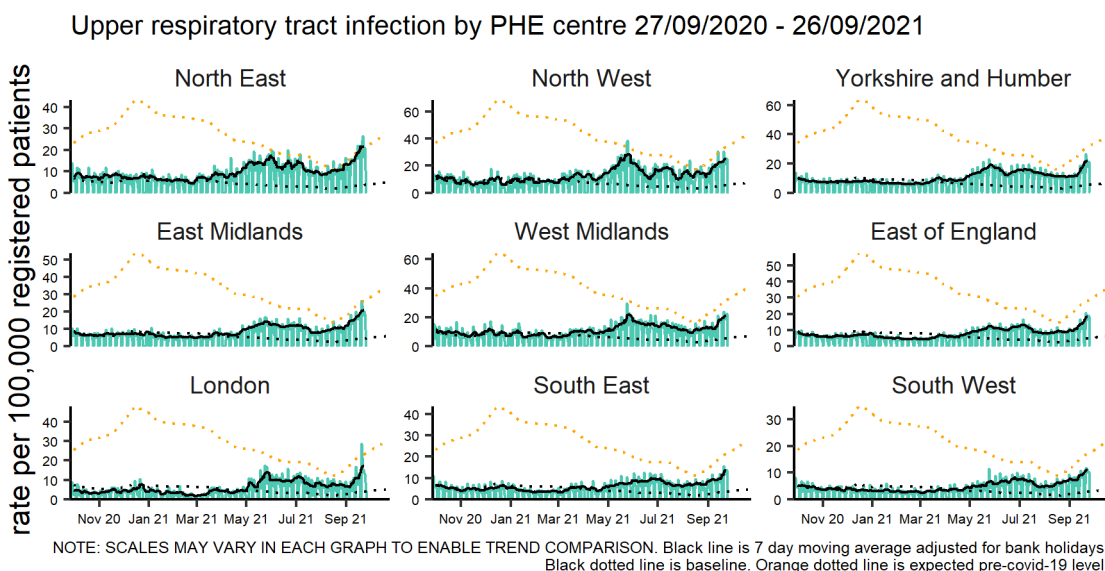 Upper respiratory tract infection by PHE centre 27/09/2020 - 26/09/2021
rate per 100,000 registered patients
North East
40
30
20
10
0
North West
60
40
20
0
Yorkshire and Humber
60
40
20
0
East Midlands
50
40
30
20
10
0
West Midlands
60
40
20
0
East of England
50
40
30
20
10
0
London
40
30
20
10
0
Nov 20 Jan 21 Mar 21 May 21 Jul 21 Sep 21
South East
40
30
20
10
0
Nov 20 Jan 21 Mar 21 May 21 Jul 21 Sep 21
South West
30
20
10
0
Nov 20 Jan 21 Mar 21 May 21 Jul 21 Sep 21
NOTE: SCALES MAY VARY IN EACH GRAPH TO ENABLE TREND COMPARISON. Black line is 7 day moving average adjusted for bank holidays
Black dotted line is baseline. Orange dotted line is expected pre-covid-19 level